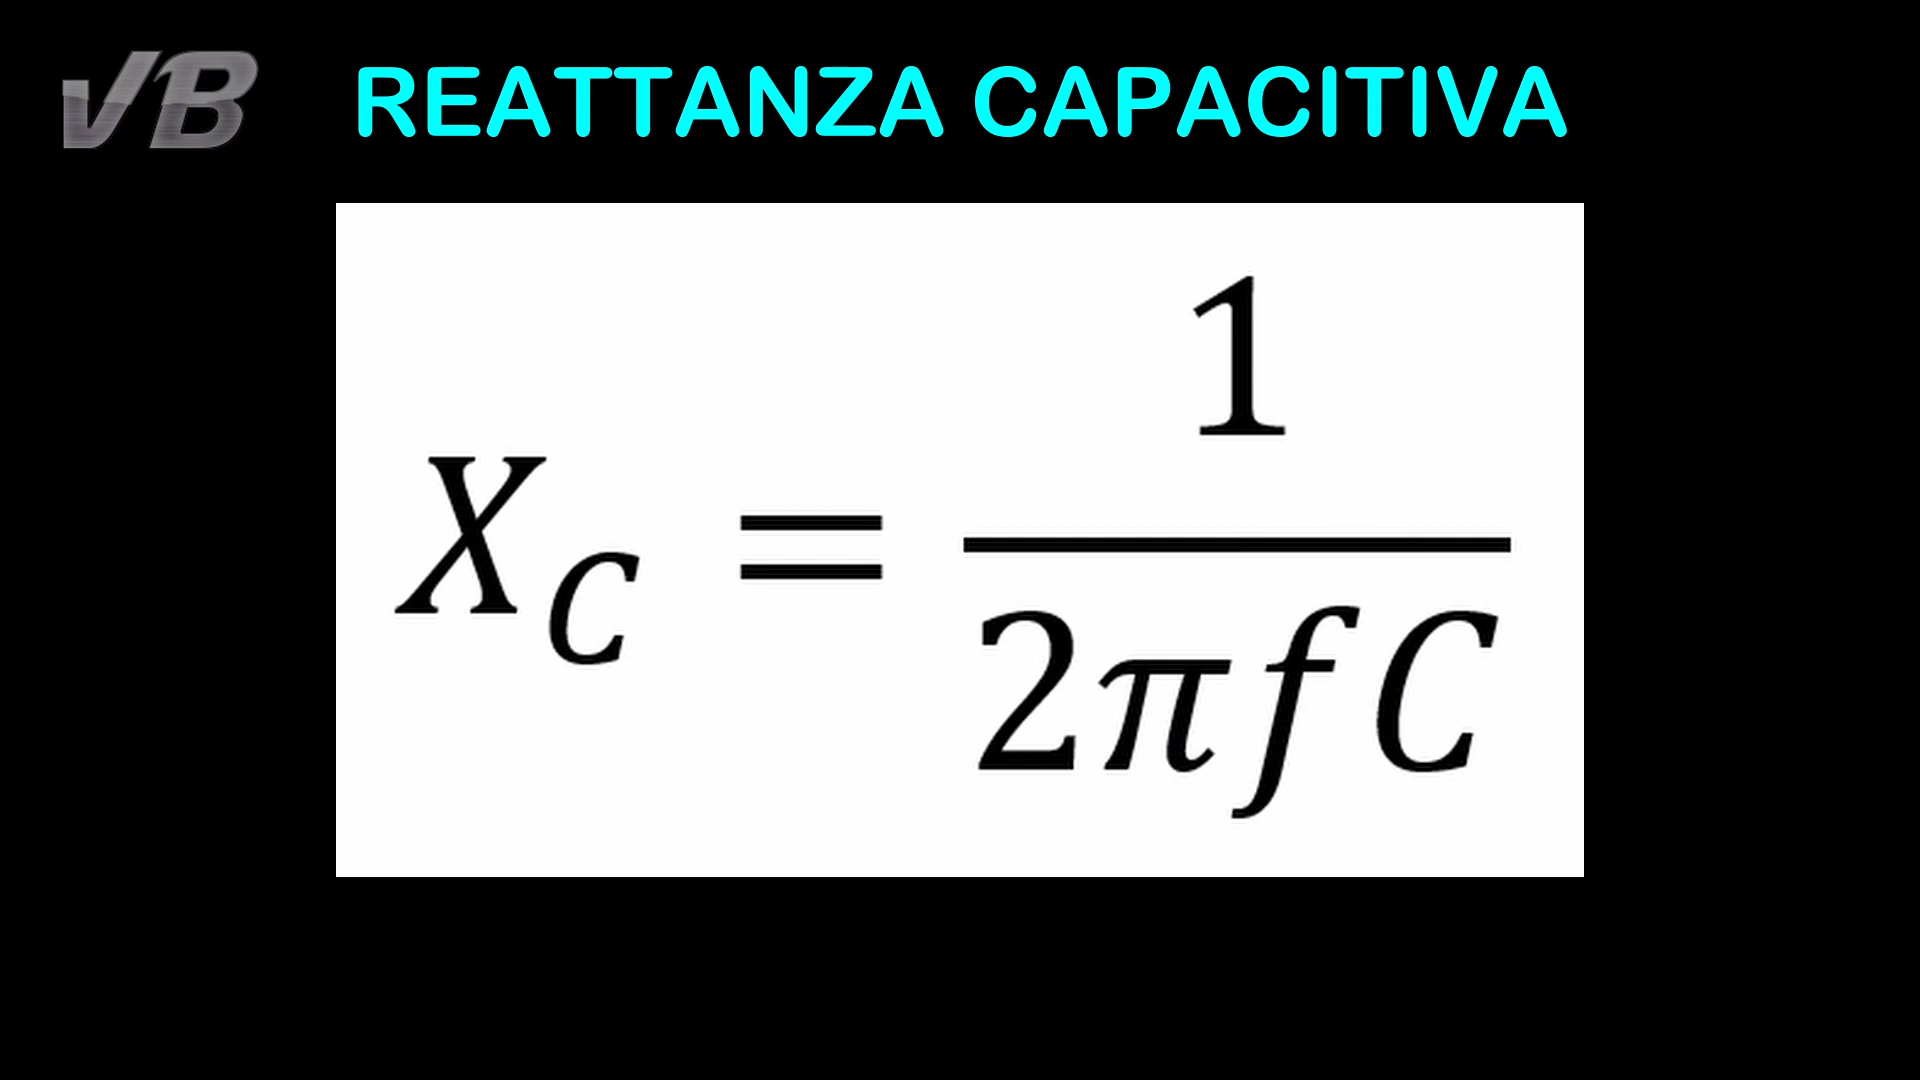 VB
REATTANZA CAPACITIVA
X_C = 1 / 2πfC